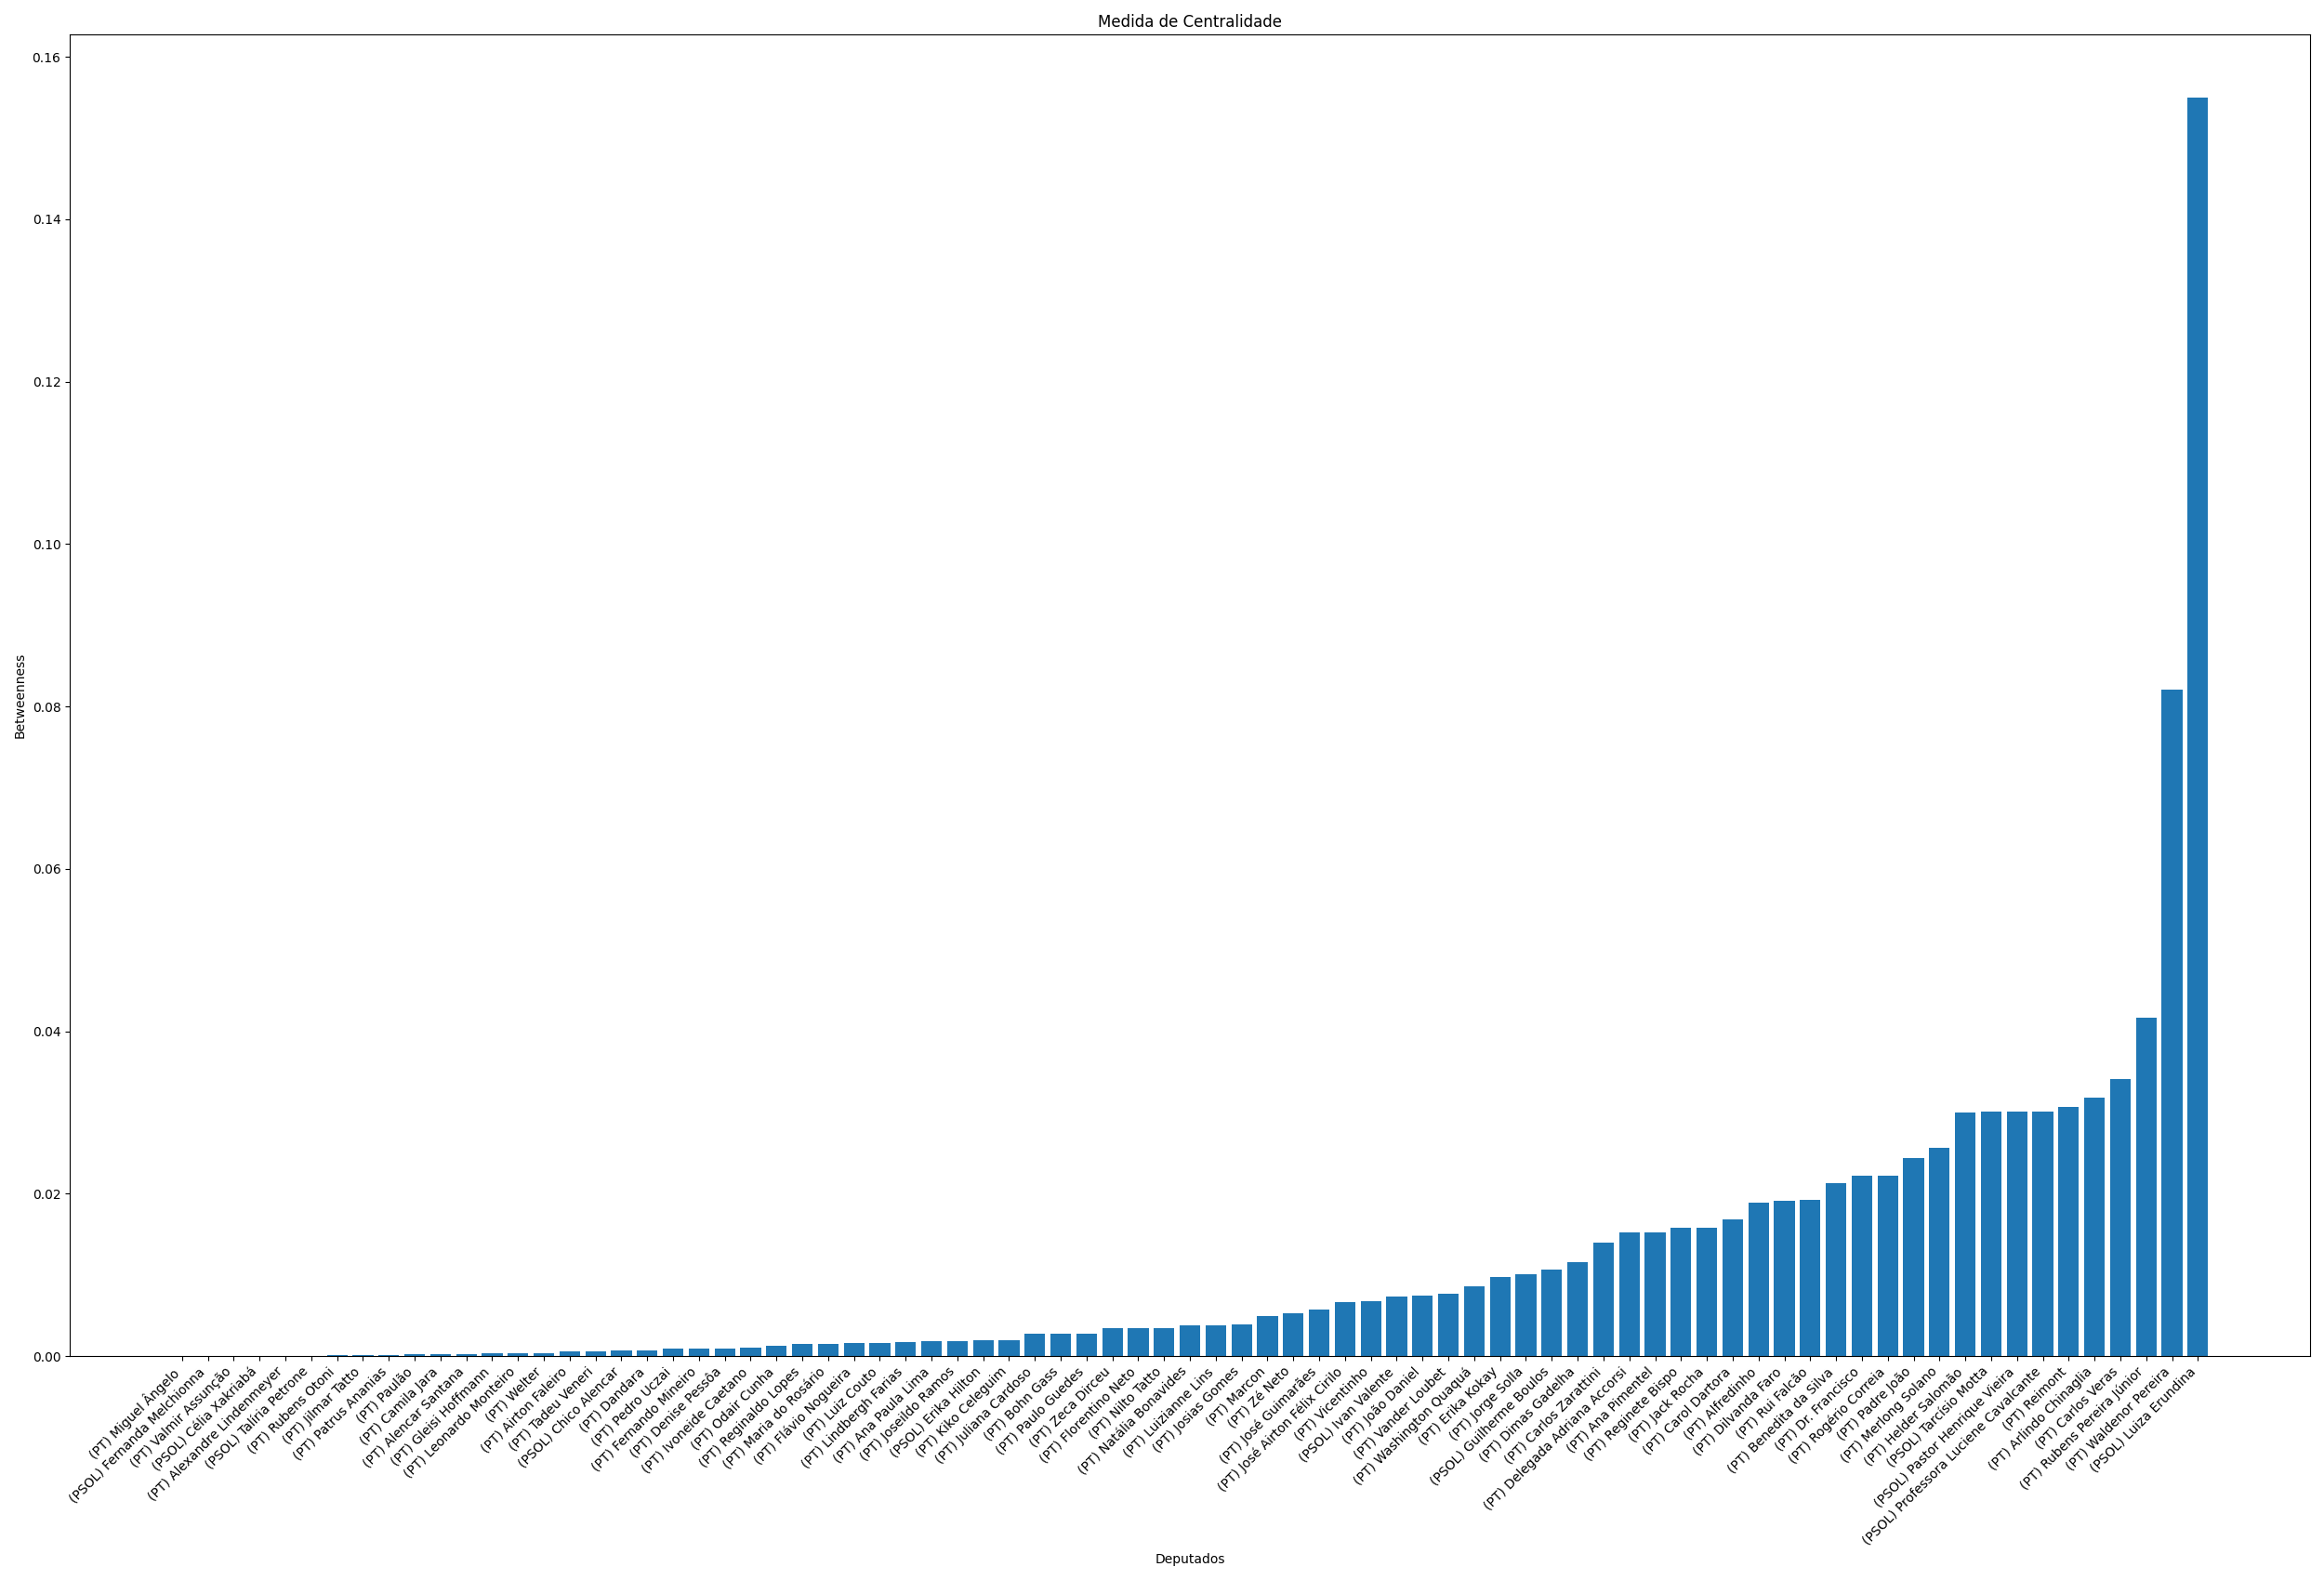 Medida de Centralidade
Betweenness
0.16
0.14
0.12
0.10
0.08
0.06
0.04
0.02
0.00
(PT) Miguel Ângelo
(PSOL) Fernanda Melchionna
(PT) Valmir Assunção
(PSOL) Célia Xakriabá
(PT) Alexandre Lindenmeyer
(PSOL) Talíria Petrone
(PT) Rubens Otoni
(PT) Jilmar Tatto
(PT) Patrus Ananias
(PT) Paulão
(PT) Camila Jara
(PT) Alencar Santana
(PT) Gleisi Hoffmann
(PT) Leonardo Monteiro
(PT) Welter
(PT) Airton Faleiro
(PT) Tadeu Veneri
(PSOL) Chico Alencar
(PT) Dandara
(PT) Pedro Uczai
(PT) Fernando Mineiro
(PT) Denise Pessôa
(PT) Ivoneide Caetano
(PT) Odair Cunha
(PT) Reginaldo Lopes
(PT) Maria do Rosário
(PT) Flávio Nogueira
(PT) Luiz Couto
(PT) Lindbergh Farias
(PT) Ana Paula Lima
(PT) Joseildo Ramos
(PSOL) Erika Hilton
(PT) Kiko Celeguim
(PT) Juliana Cardoso
(PT) Bohn Gass
(PT) Paulo Guedes
(PT) Zeca Dirceu
(PT) Florentino Neto
(PT) Nilto Tatto
(PT) Natália Bonavides
(PT) Luizianne Lins
(PT) Josias Gomes
(PT) Marcon
(PT) Zé Neto
(PT) José Guimarães
(PT) José Airton Félix Cirilo
(PT) Vicentinho
(PSOL) Ivan Valente
(PT) João Daniel
(PT) Vander Loubet
(PT) Washington Quaquá
(PT) Erika Kokay
(PT) Jorge Solla
(PSOL) Guilherme Boulos
(PT) Dimas Gadelha
(PT) Carlos Zarattini
(PT) Delegada Adriana Accorsi
(PT) Ana Pimentel
(PT) Reginete Bispo
(PT) Jack Rocha
(PT) Carol Dartora
(PT) Alfredinho
(PT) Dilvanda Faro
(PT) Rui Falcão
(PT) Benedita da Silva
(PT) Dr. Francisco
(PT) Rogério Correia
(PT) Padre João
(PT) Merlong Solano
(PT) Helder Salomão
(PSOL) Tarcísio Motta
(PSOL) Pastor Henrique Vieira
(PSOL) Professora Luciene Cavalcante
(PT) Reimont
(PT) Arlindo Chinaglia
(PT) Carlos Veras
(PT) Rubens Pereira Júnior
(PT) Waldenor Pereira
(PSOL) Luiza Erundina
Deputados